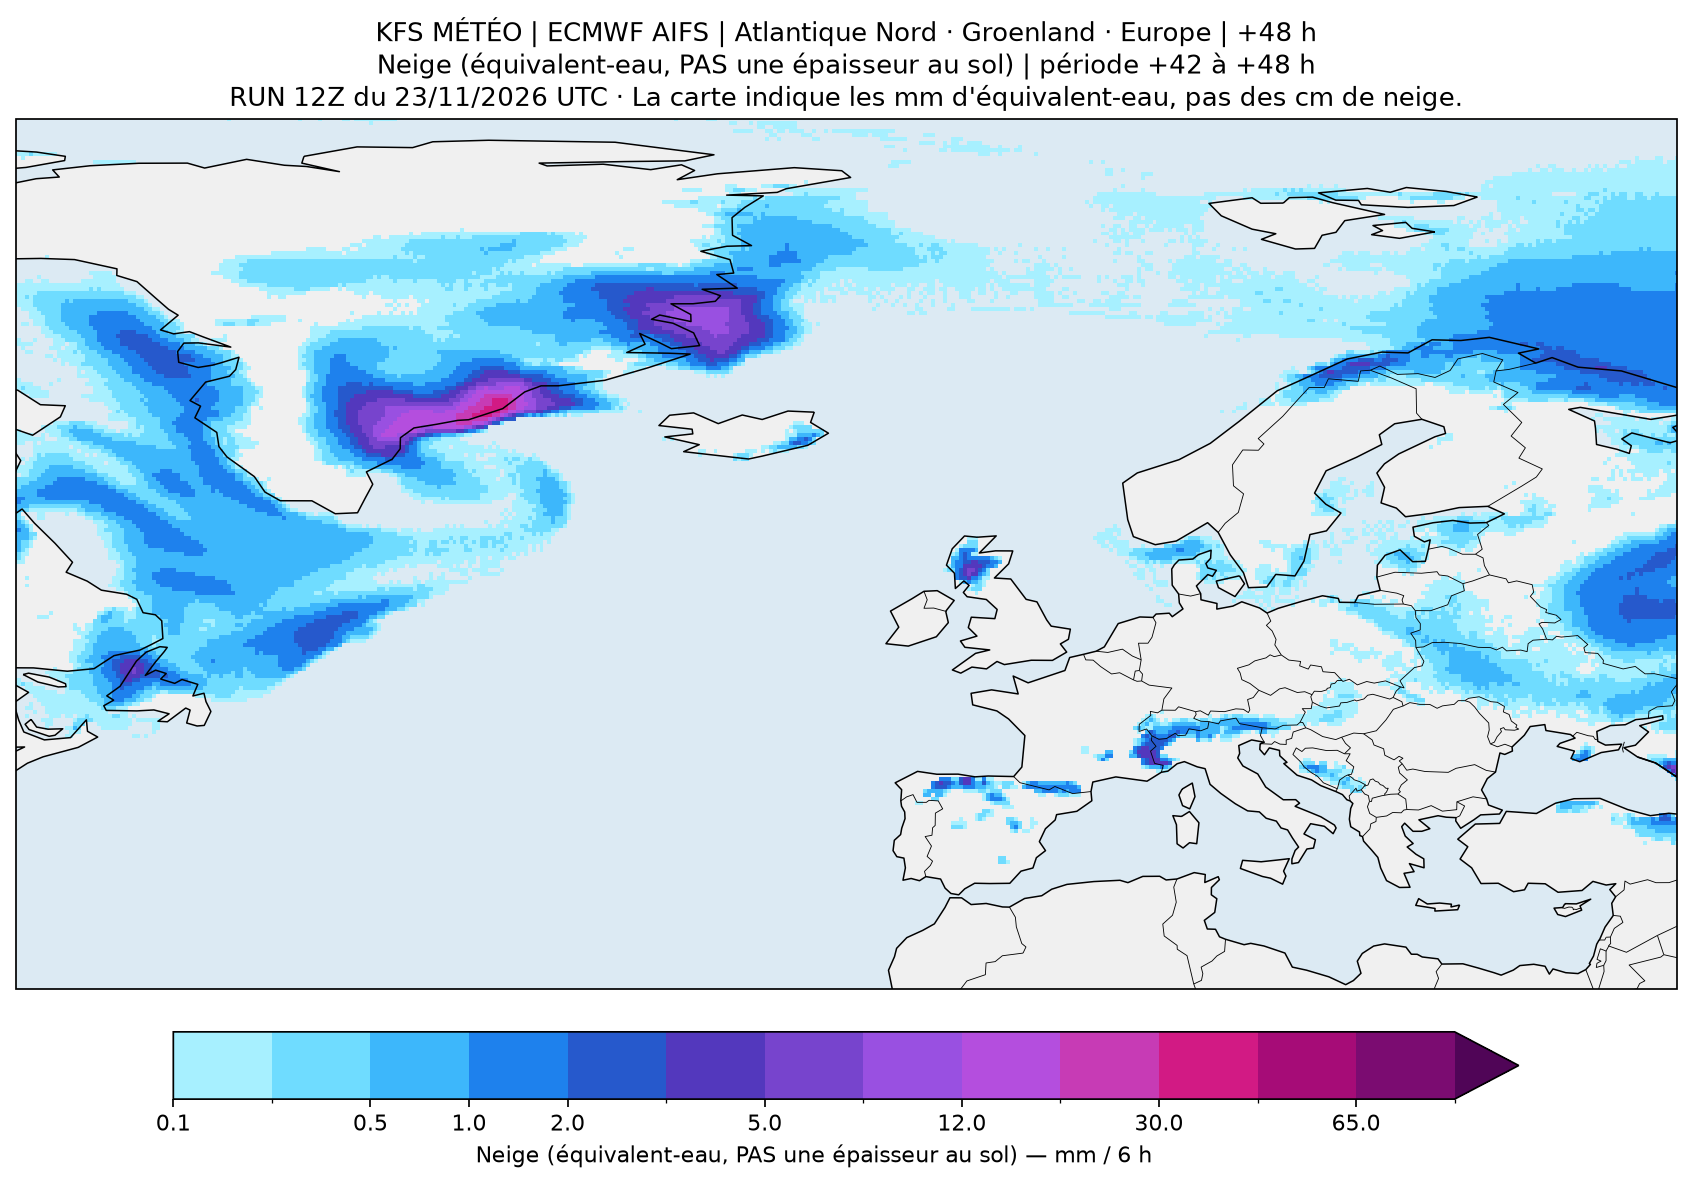 KFS MÉTÉO | ECMWF AIFS | Atlantique Nord · Groenland · Europe | +48 h
Neige (équivalent-eau, PAS une épaisseur au sol) | période +42 à +48 h
RUN 12Z du 23/11/2026 UTC · La carte indique les mm d'équivalent-eau, pas des cm de neige.
0.1 0.5 1.0 2.0 5.0 12.0 30.0 65.0
Neige (équivalent-eau, PAS une épaisseur au sol) — mm / 6 h